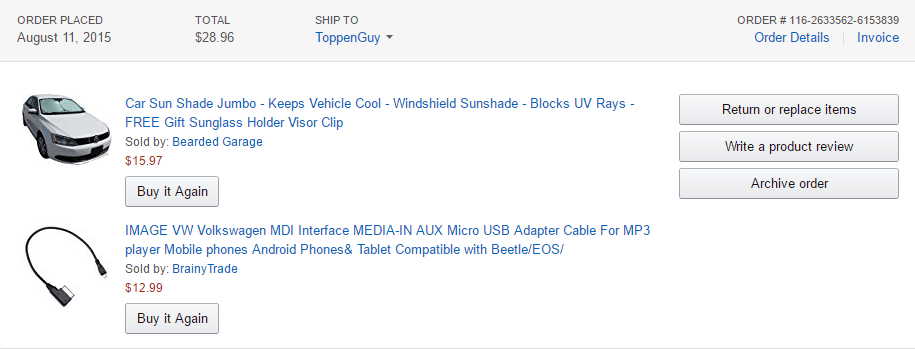 ORDER PLACED
August 11, 2015
TOTAL
$28.96
SHIP TO
ToppenGuy
ORDER # 116-2633562-6153839
Order Details Invoice
Car Sun Shade Jumbo - Keeps Vehicle Cool - Windshield Sunshade - Blocks UV Rays -
FREE Gift Sunglass Holder Visor Clip
Sold by: Bearded Garage
$15.97
Buy it Again
Return or replace items
Write a product review
Archive order
IMAGE VW Volkswagen MDI Interface MEDIA-IN AUX Micro USB Adapter Cable For MP3
player Mobile phones Android Phones& Tablet Compatible with Beetle/EOS/
Sold by: BrainyTrade
$12.99
Buy it Again